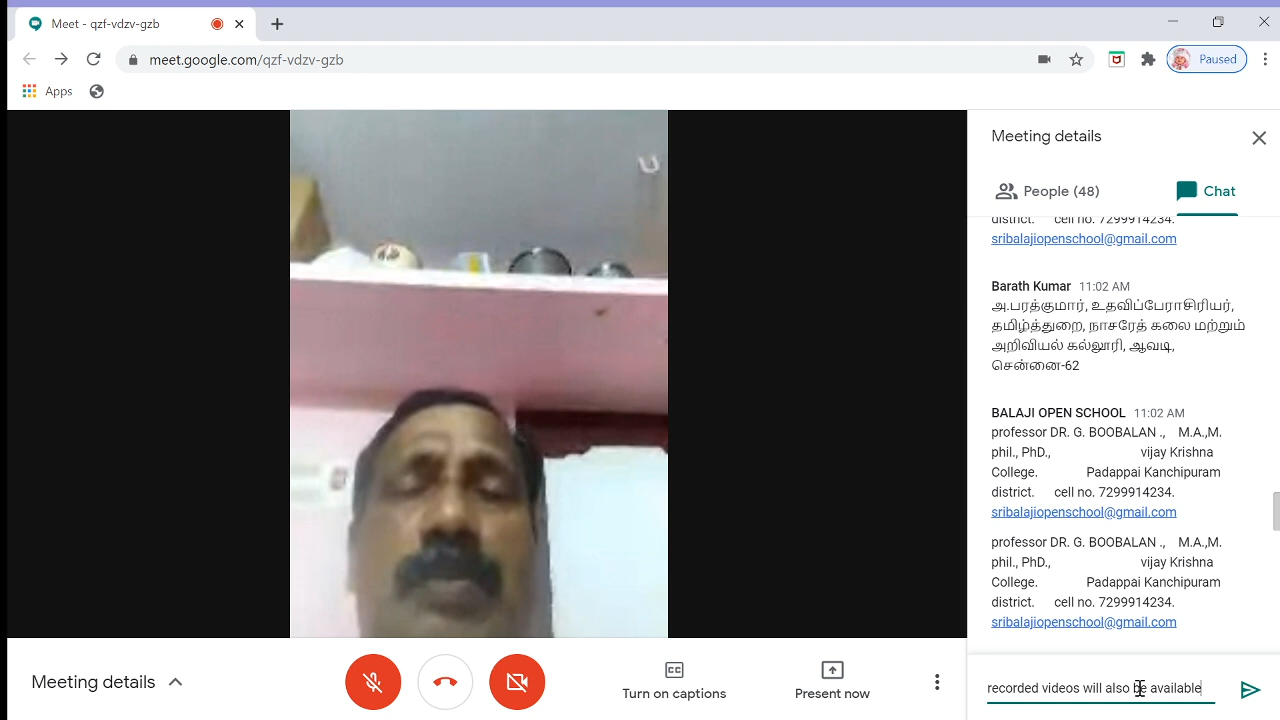 Meet - qzf-vdzv-gzb
meet.google.com/qzf-vdzv-gzb
Paused
Apps
Meeting details
People (48)
Chat
district. cell no. 7299914234.
sribalajiopenschool@gmail.com
Barath Kumar 11:02 AM
அ.பரத்குமார், உதவிப்பேராசிரியர்,
தமிழ்த்துறை, நாசரேத் கலை மற்றும்
அறிவியல் கல்லூரி, ஆவடி,
சென்னை-62
BALAJI OPEN SCHOOL 11:02 AM
professor DR. G. BOOBALAN ., M.A.,M.
phil., PhD., vijay Krishna
College. Padappai Kanchipuram
district. cell no. 7299914234.
sribalajiopenschool@gmail.com
professor DR. G. BOOBALAN ., M.A.,M.
phil., PhD., vijay Krishna
College. Padappai Kanchipuram
district. cell no. 7299914234.
sribalajiopenschool@gmail.com
recorded videos will also be available
Meeting details
CC
Turn on captions
Present now